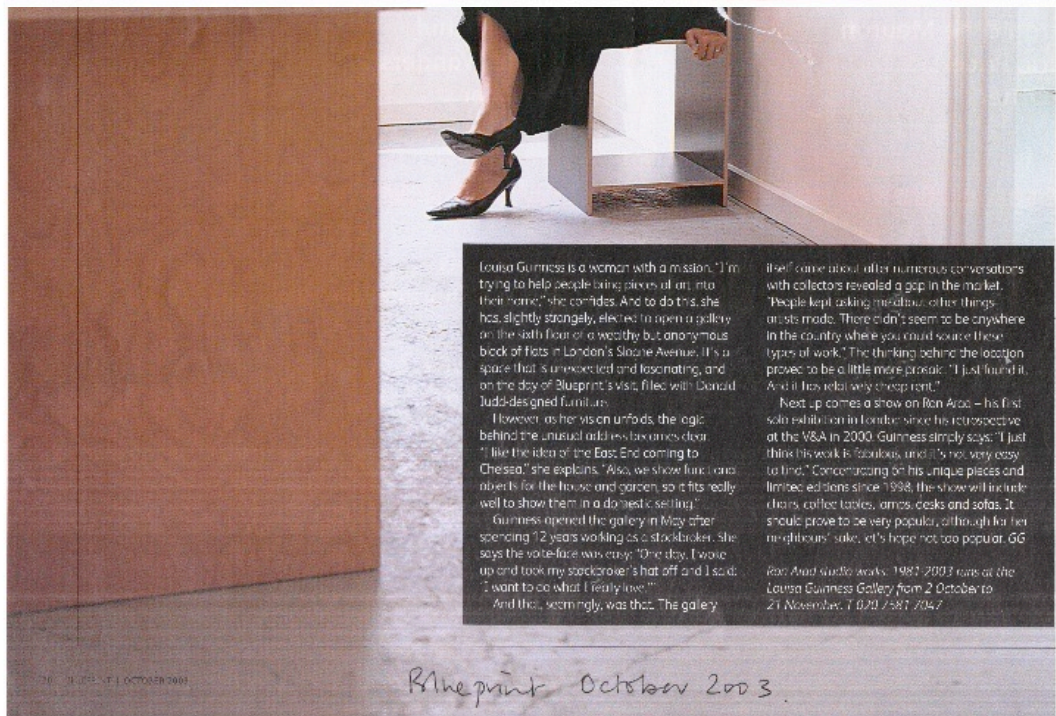 Louisa Guinness is a woman with a mission. "I'm
trying to help people bring pieces of art into
their home," she confides. And to do this, she
has, slightly strangely, elected to open a gallery
on the sixth floor of a wealthy but anonymous
block of flats in London's Sloane Avenue. It's a
space that is unexpected and fascinating, and
on the day of Blueprint's visit, filled with Donald
Judd-designed furniture.
However, as her vision unfolds, the logic
behind the unusual address becomes clear.
"I like the idea of the East End coming to
Chelsea," she explains. "Also, we show functional
objects for the house and garden, so it fits really
well to show them in a domestic setting."
Guinness opened the gallery in May after
spending 12 years working as a stockbroker. She
says the volte-face was easy: "One day, I woke
up and took my stockbroker's hat off and I said:
'I want to do what I really love.'"
And that, seemingly, was that. The gallery
itself came about after numerous conversations
with collectors revealed a gap in the market.
"People kept asking me about other things
artists made. There didn't seem to be anywhere
in the country where you could source these
types of work." The thinking behind the location
proved to be a little more prosaic: "I just found it.
And it has relatively cheap rent."
Next up comes a show on Ron Arad – his first
solo exhibition in London since his retrospective
at the V&A in 2000. Guinness simply says: "I just
think his work is fabulous, and it's not very easy
to find." Concentrating on his unique pieces and
limited editions since 1998, the show will include
chairs, coffee tables, lamps, desks and sofas. It
should prove to be very popular, although for her
neighbours' sake, let's hope not too popular. GG
Ron Arad studio works: 1981-2003 runs at the
Louisa Guinness Gallery from 2 October to
21 November. T 020 7581 7047
BLUEPRINT | OCTOBER 2003
Blueprint October 2003.